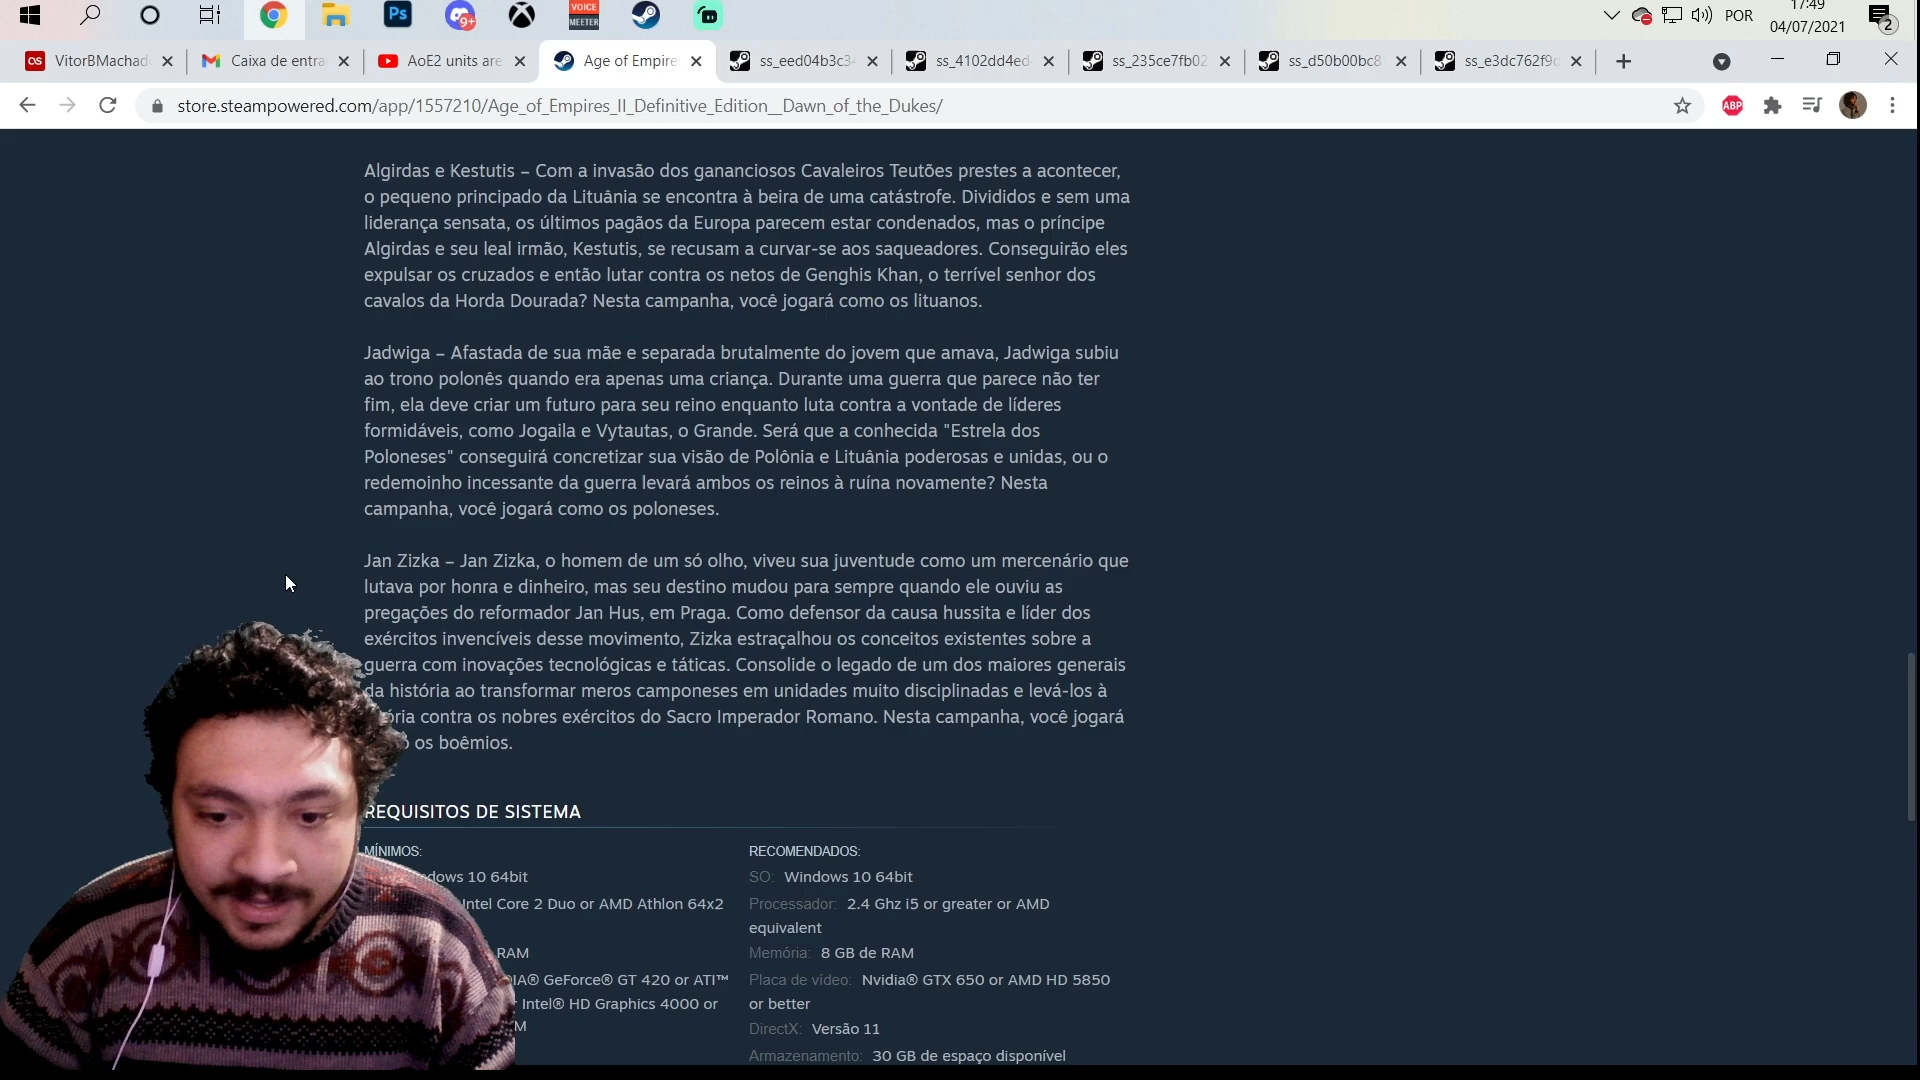 Ps
9+
VOICE
MEETER
POR
17:49
04/07/2021
2
VitorBMachad
Caixa de entra
AoE2 units are
Age of Empire
ss_eed04b3c3
ss_4102dd4ed
ss_235ce7fb02
ss_d50b00bc8
ss_e3dc762f9
store.steampowered.com/app/1557210/Age_of_Empires_II_Definitive_Edition__Dawn_of_the_Dukes/
ABP
Algirdas e Kestutis – Com a invasão dos gananciosos Cavaleiros Teutões prestes a acontecer,
o pequeno principado da Lituânia se encontra à beira de uma catástrofe. Divididos e sem uma
liderança sensata, os últimos pagãos da Europa parecem estar condenados, mas o príncipe
Algirdas e seu leal irmão, Kestutis, se recusam a curvar-se aos saqueadores. Conseguirão eles
expulsar os cruzados e então lutar contra os netos de Genghis Khan, o terrível senhor dos
cavalos da Horda Dourada? Nesta campanha, você jogará como os lituanos.
Jadwiga – Afastada de sua mãe e separada brutalmente do jovem que amava, Jadwiga subiu
ao trono polonês quando era apenas uma criança. Durante uma guerra que parece não ter
fim, ela deve criar um futuro para seu reino enquanto luta contra a vontade de líderes
formidáveis, como Jogaila e Vytautas, o Grande. Será que a conhecida "Estrela dos
Poloneses" conseguirá concretizar sua visão de Polônia e Lituânia poderosas e unidas, ou o
redemoinho incessante da guerra levará ambos os reinos à ruína novamente? Nesta
campanha, você jogará como os poloneses.
Jan Zizka – Jan Zizka, o homem de um só olho, viveu sua juventude como um mercenário que
lutava por honra e dinheiro, mas seu destino mudou para sempre quando ele ouviu as
pregações do reformador Jan Hus, em Praga. Como defensor da causa hussita e líder dos
exércitos invencíveis desse movimento, Zizka estraçalhou os conceitos existentes sobre a
guerra com inovações tecnológicas e táticas. Consolide o legado de um dos maiores generais
da história ao transformar meros camponeses em unidades muito disciplinadas e levá-los à
ória contra os nobres exércitos do Sacro Imperador Romano. Nesta campanha, você jogará
o os boêmios.
REQUISITOS DE SISTEMA
MÍNIMOS:
dows 10 64bit
Intel Core 2 Duo or AMD Athlon 64x2
RAM
IA® GeForce® GT 420 or ATI™
Intel® HD Graphics 4000 or
M
RECOMENDADOS:
SO: Windows 10 64bit
Processador: 2.4 Ghz i5 or greater or AMD
equivalent
Memória: 8 GB de RAM
Placa de vídeo: Nvidia® GTX 650 or AMD HD 5850
or better
DirectX: Versão 11
Armazenamento: 30 GB de espaço disponível